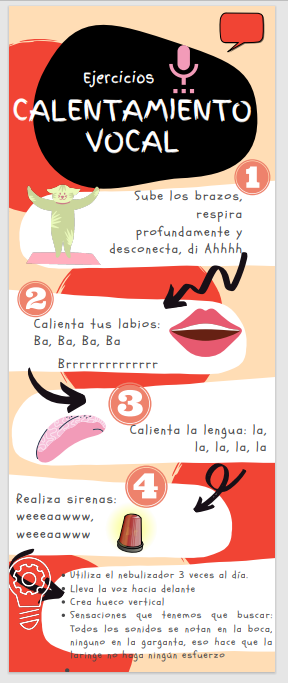 Ejercicios
CALENTAMIENTO
VOCAL
1
Sube los brazos,
respira
profundamente y
desconecta, di Ahhhh
2
Calienta tus labios:
Ba, Ba, Ba, Ba
Brrrrrrrrrrrrrrr
3
Calienta la lengua: la,
la, la, la, la
4
Realiza sirenas:
weeeaawww,
weeeaawww
• Utiliza el nebulizador 3 veces al día.
• Lleva la voz hacia delante
• Crea hueco vertical
• Sensaciones que tenemos que buscar:
Todos los sonidos se notan en la boca,
ninguno en la garganta, eso hace que la
laringe no haga ningún esfuerzo
•